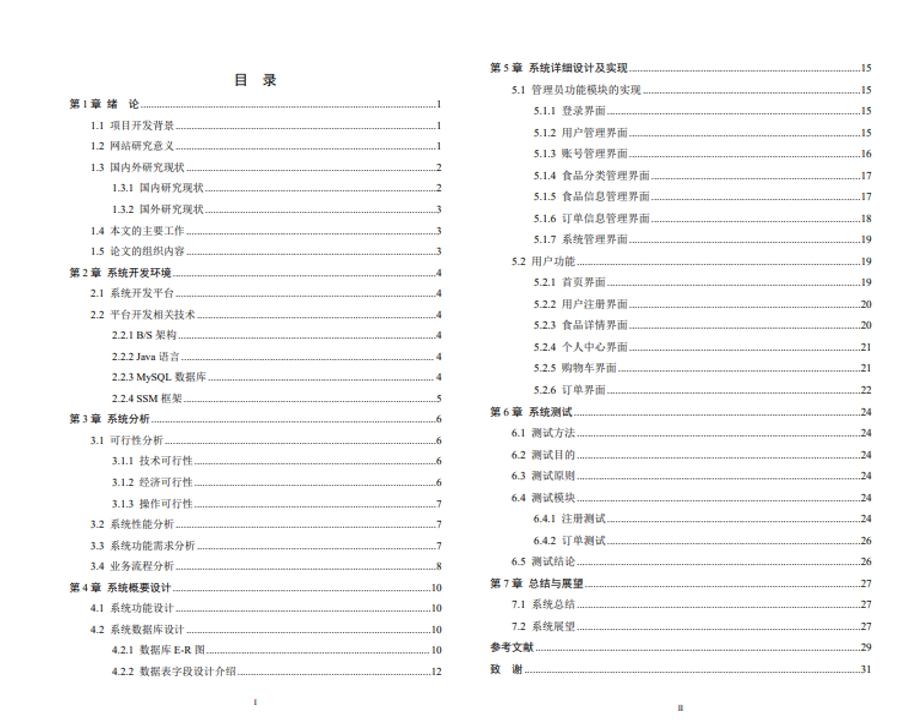 目 录
第 1 章 绪 论...1
1.1 项目开发背景...1
1.2 网站研究意义...1
1.3 国内外研究现状...2
1.3.1 国内研究现状...2
1.3.2 国外研究现状...3
1.4 本文的主要工作...3
1.5 论文的组织内容...3
第 2 章 系统开发环境...4
2.1 系统开发平台...4
2.2 平台开发相关技术...4
2.2.1 B/S 架构...4
2.2.2 Java 语言...4
2.2.3 MySQL 数据库...4
2.2.4 SSM 框架...5
第 3 章 系统分析...6
3.1 可行性分析...6
3.1.1 技术可行性...6
3.1.2 经济可行性...6
3.1.3 操作可行性...7
3.2 系统性能分析...7
3.3 系统功能需求分析...7
3.4 业务流程分析...8
第 4 章 系统概要设计...10
4.1 系统功能设计...10
4.2 系统数据库设计...10
4.2.1 数据库 E-R 图...10
4.2.2 数据表字段设计介绍...12
I
第 5 章 系统详细设计及实现...15
5.1 管理员功能模块的实现...15
5.1.1 登录界面...15
5.1.2 用户管理界面...15
5.1.3 账号管理界面...16
5.1.4 食品分类管理界面...17
5.1.5 食品信息管理界面...17
5.1.6 订单信息管理界面...18
5.1.7 系统管理界面...19
5.2 用户功能...19
5.2.1 首页界面...19
5.2.2 用户注册界面...20
5.2.3 食品详情界面...20
5.2.4 个人中心界面...21
5.2.5 购物车界面...21
5.2.6 订单界面...22
第 6 章 系统测试...24
6.1 测试方法...24
6.2 测试目的...24
6.3 测试原则...24
6.4 测试模块...24
6.4.1 注册测试...24
6.4.2 订单测试...26
6.5 测试结论...26
第 7 章 总结与展望...27
7.1 系统总结...27
7.2 系统展望...27
参考文献...29
致 谢...31
II